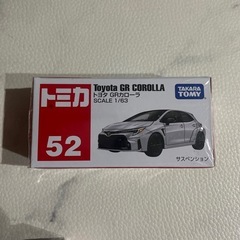 トミカ
52
Toyota GR COROLLA
トヨタ GRカローラ
SCALE 1/63
TAKARA TOMY
サスペンション